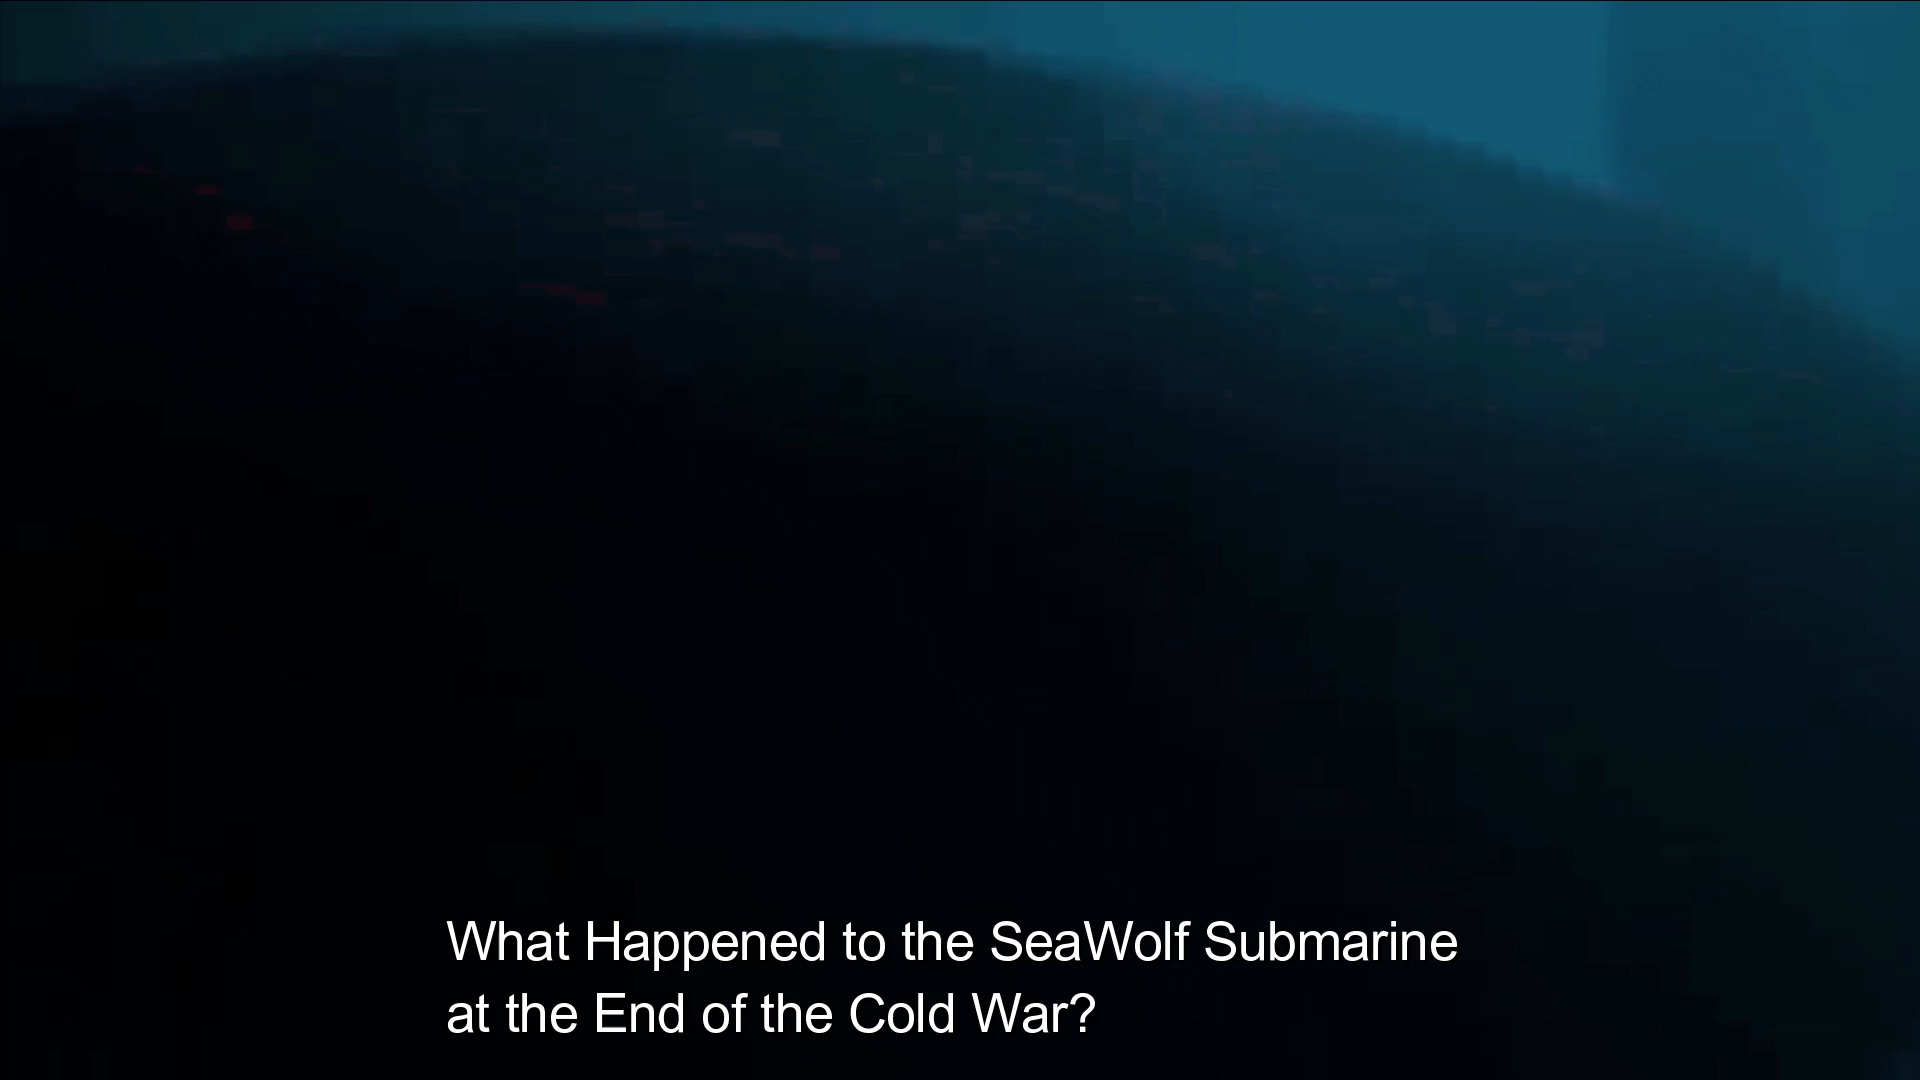 What Happened to the SeaWolf Submarine
at the End of the Cold War?